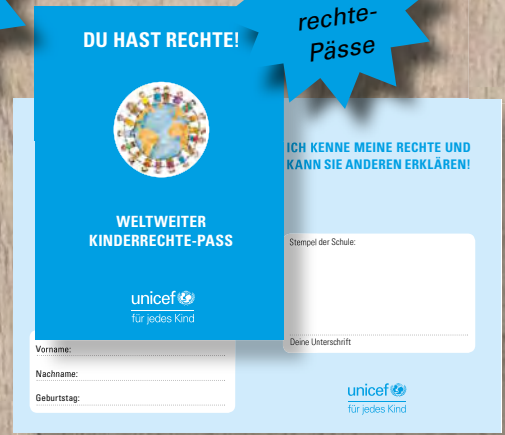 rechte-
Pässe
DU HAST RECHTE!
WELTWEITER
KINDERRECHTE-PASS
unicef
für jedes Kind
ICH KENNE MEINE RECHTE UND
KANN SIE ANDEREN ERKLÄREN!
Stempel der Schule:
Deine Unterschrift
Vorname:
Nachname:
Geburtstag:
unicef
für jedes Kind